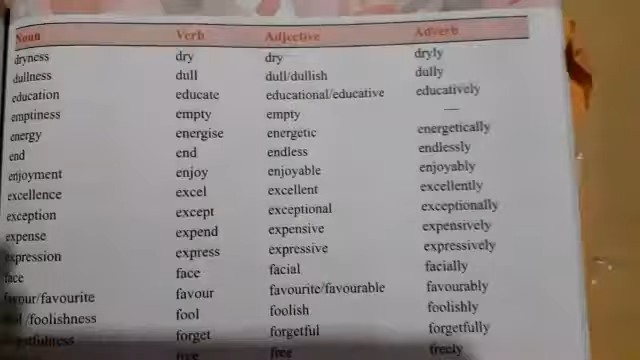 Noun Verb Adjective Adverb
dryness dry dry dryly
dullness dull dull/dullish dully
education educate educational/educative educatively
emptiness empty empty —
energy energise energetic energetically
end end endless endlessly
enjoyment enjoy enjoyable enjoyably
excellence excel excellent excellently
exception except exceptional exceptionally
expense expend expensive expensively
expression express expressive expressively
face face facial facially
favour/favourite favour favourite/favourable favourably
/foolishness fool foolish foolishly
forget forgetful forgetfully
free freely